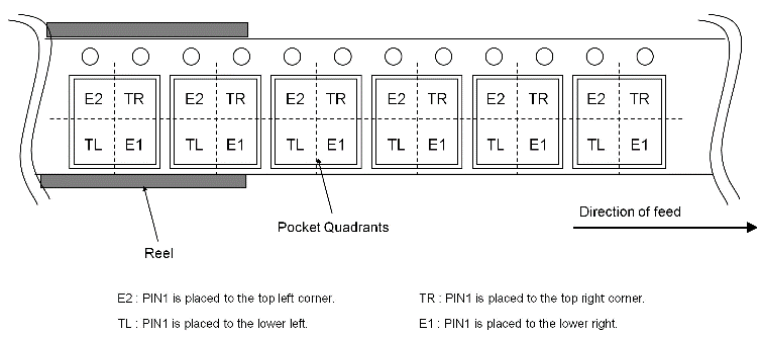 E2 TR E2 TR E2 TR E2 TR E2 TR E2 TR
TL E1 TL E1 TL E1 TL E1 TL E1 TL E1
Direction of feed
Pocket Quadrants
Reel
E2 : PIN1 is placed to the top left corner.
TR : PIN1 is placed to the top right corner.
TL : PIN1 is placed to the lower left.
E1 : PIN1 is placed to the lower right.